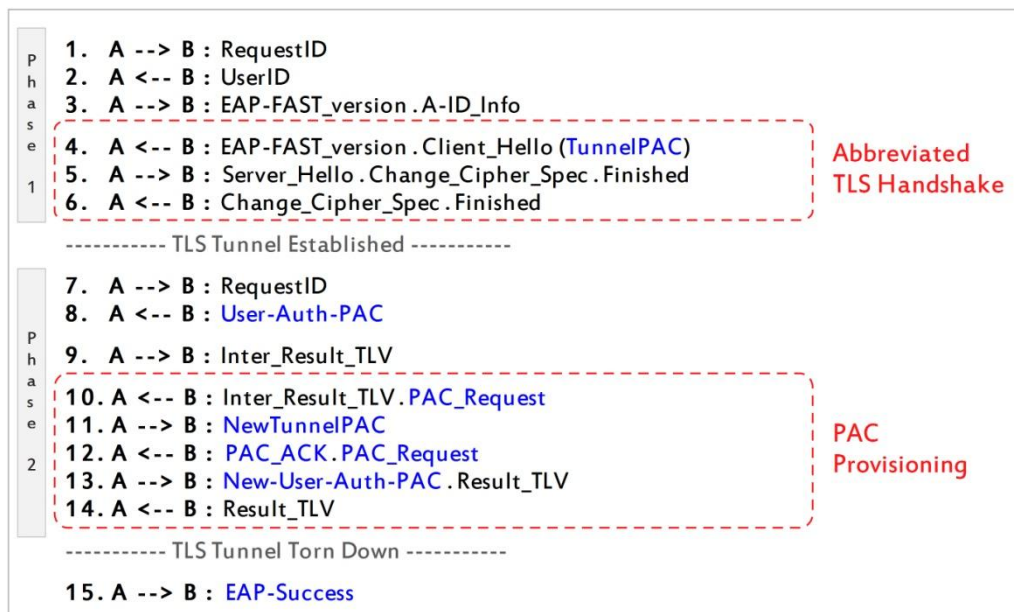 Phase 1
1. A --> B : RequestID
2. A <-- B : UserID
3. A --> B : EAP-FAST_version . A-ID_Info
4. A <-- B : EAP-FAST_version . Client_Hello (TunnelPAC)
5. A --> B : Server_Hello . Change_Cipher_Spec . Finished
6. A <-- B : Change_Cipher_Spec . Finished
Abbreviated
TLS Handshake
----------- TLS Tunnel Established -----------
Phase 2
7. A --> B : RequestID
8. A <-- B : User-Auth-PAC
9. A --> B : Inter_Result_TLV
10. A <-- B : Inter_Result_TLV . PAC_Request
11. A --> B : NewTunnelPAC
12. A <-- B : PAC_ACK . PAC_Request
13. A --> B : New-User-Auth-PAC . Result_TLV
14. A <-- B : Result_TLV
PAC
Provisioning
----------- TLS Tunnel Torn Down -----------
15. A --> B : EAP-Success